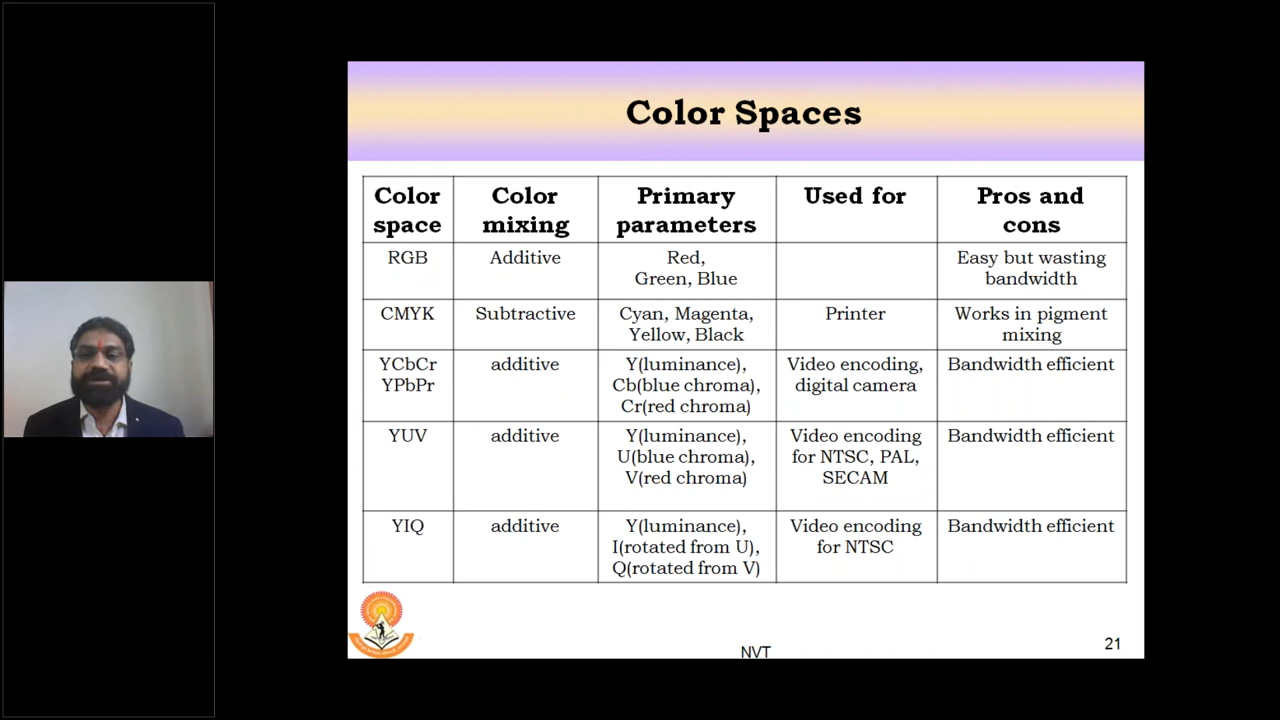 Color Spaces
Color space
Color mixing
Primary parameters
Used for
Pros and cons
RGB
Additive
Red,
Green, Blue
Easy but wasting
bandwidth
CMYK
Subtractive
Cyan, Magenta,
Yellow, Black
Printer
Works in pigment
mixing
YCbCr
YPbPr
additive
Y(luminance),
Cb(blue chroma),
Cr(red chroma)
Video encoding,
digital camera
Bandwidth efficient
YUV
additive
Y(luminance),
U(blue chroma),
V(red chroma)
Video encoding
for NTSC, PAL,
SECAM
Bandwidth efficient
YIQ
additive
Y(luminance),
I(rotated from U),
Q(rotated from V)
Video encoding
for NTSC
Bandwidth efficient
NVT
21